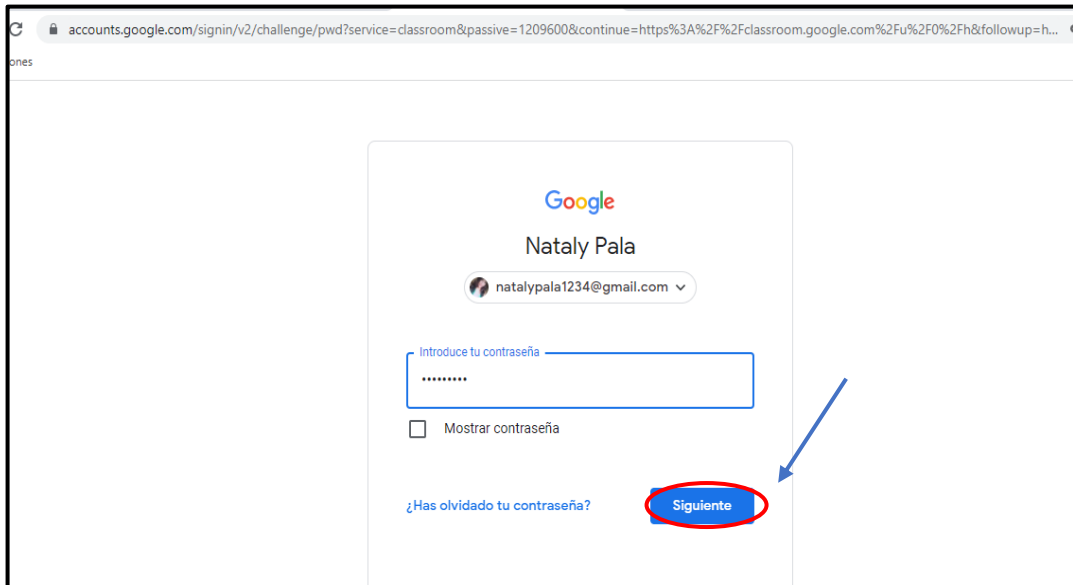 accounts.google.com/signin/v2/challenge/pwd?service=classroom&passive=1209600&continue=https%3A%2F%2Fclassroom.google.com%2Fu%2F0%2Fh&followup=h...
ones
Google
Nataly Pala
natalypala1234@gmail.com
Introduce tu contraseña
•••••••••
Mostrar contraseña
¿Has olvidado tu contraseña?
Siguiente